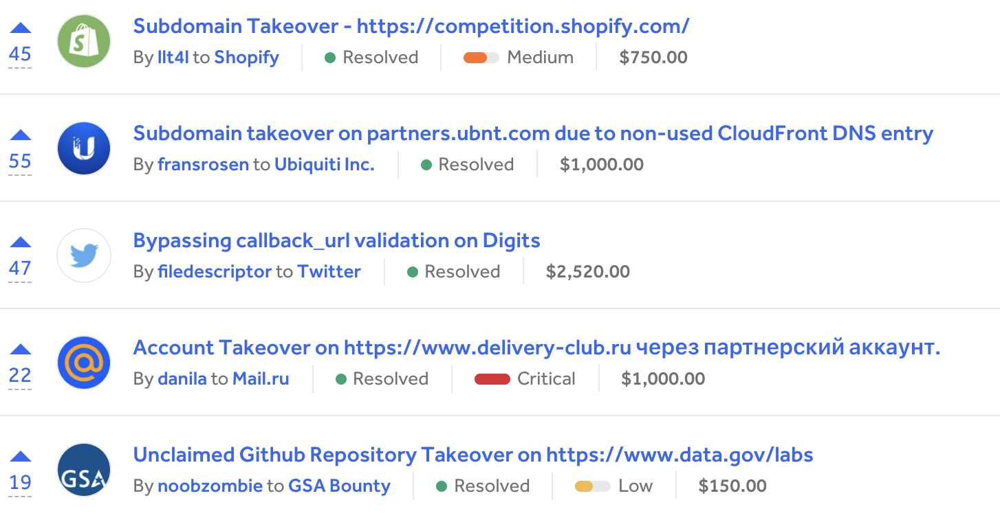 Subdomain Takeover - https://competition.shopify.com/
45
By llt4l to Shopify Resolved Medium $750.00
Subdomain takeover on partners.ubnt.com due to non-used CloudFront DNS entry
55
By fransrosen to Ubiquiti Inc. Resolved $1,000.00
Bypassing callback_url validation on Digits
47
By filedescriptor to Twitter Resolved $2,520.00
Account Takeover on https://www.delivery-club.ru через партнерский аккаунт.
22
By danila to Mail.ru Resolved Critical $1,000.00
Unclaimed Github Repository Takeover on https://www.data.gov/labs
19
GSA
By noobzombie to GSA Bounty Resolved Low $150.00